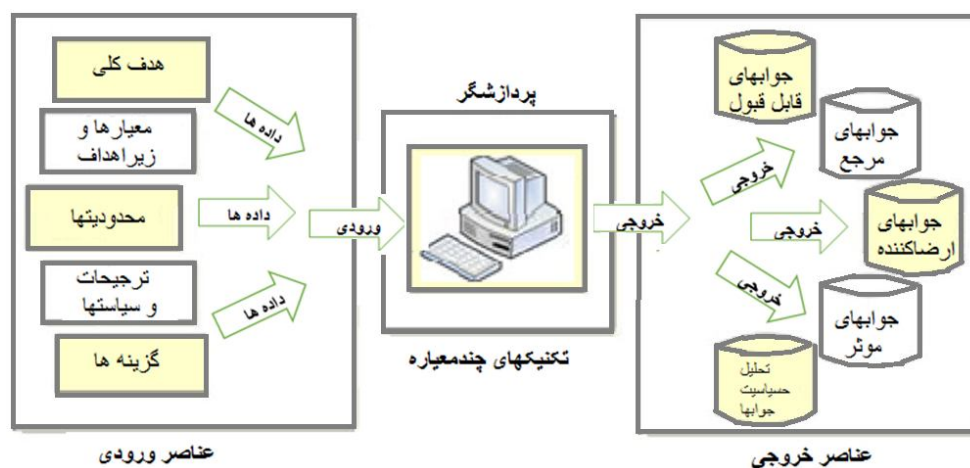 هدف کلی
معیارها و
زیراهداف
محدودیتها
ترجیحات
و سیاستها
گزینه ها
داده ها
داده ها
داده ها
عناصر ورودی
ورودی
پردازشگر
تکنیکهای چندمعیاره
خروجی
خروجی
خروجی
خروجی
جوابهای
قابل قبول
جوابهای
مرجع
جوابهای
ارضاکننده
جوابهای
موثر
تحلیل
حسیاسیت
جوابها
عناصر خروجی